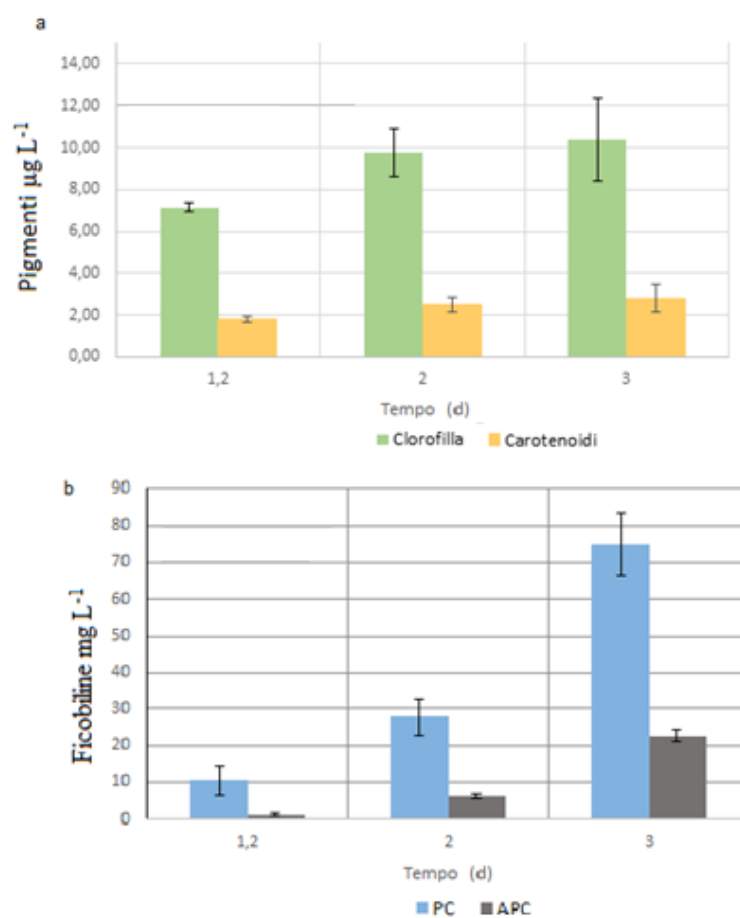 a
Pigmenti µg L-1
14,00
12,00
10,00
8,00
6,00
4,00
2,00
0,00
1,2 2 3
Tempo (d)
Clorofilla Carotenoidi
b
Ficobiline mg L-1
90
80
70
60
50
40
30
20
10
0
1,2 2 3
Tempo (d)
PC APC